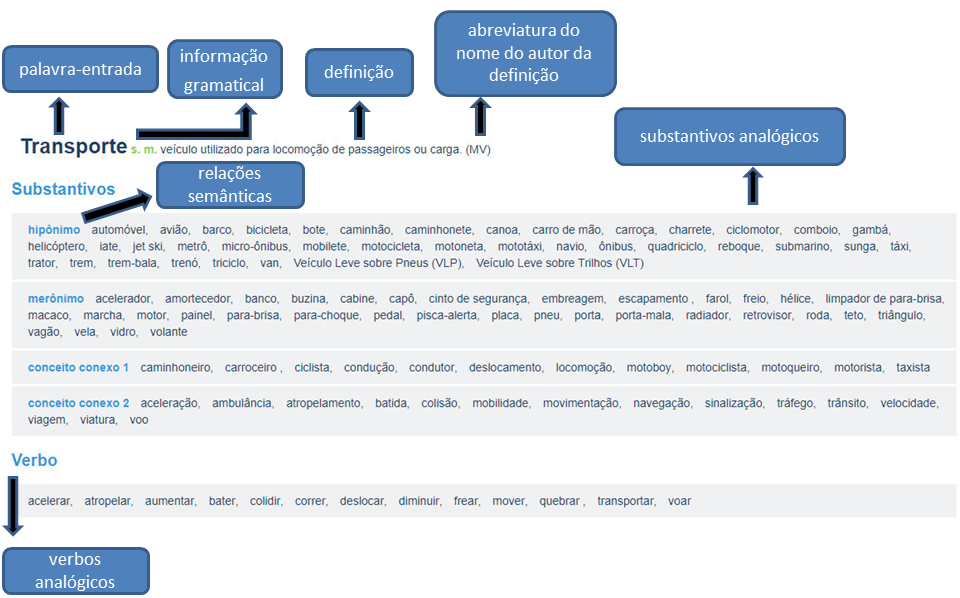 palavra-entrada
informação
gramatical
definição
abreviatura do
nome do autor da
definição
substantivos analógicos
Transporte s. m. veículo utilizado para locomoção de passageiros ou carga. (MV)
relações
semânticas
Substantivos
hipônimo automóvel, avião, barco, bicicleta, bote, caminhão, caminhonete, canoa, carro de mão, carroça, charrete, ciclomotor, comboio, gambá,
helicóptero, iate, jet ski, metrô, micro-ônibus, mobilete, motocicleta, motoneta, mototáxi, navio, ônibus, quadriciclo, reboque, submarino, sunga, táxi,
trator, trem, trem-bala, trenó, triciclo, van, Veículo Leve sobre Pneus (VLP), Veículo Leve sobre Trilhos (VLT)
merônimo acelerador, amortecedor, banco, buzina, cabine, capô, cinto de segurança, embreagem, escapamento , farol, freio, hélice, limpador de para-brisa,
macaco, marcha, motor, painel, para-brisa, para-choque, pedal, pisca-alerta, placa, pneu, porta, porta-mala, radiador, retrovisor, roda, teto, triângulo,
vagão, vela, vidro, volante
conceito conexo 1 caminhoneiro, carroceiro , ciclista, condução, condutor, deslocamento, locomoção, motoboy, motociclista, motoqueiro, motorista, taxista
conceito conexo 2 aceleração, ambulância, atropelamento, batida, colisão, mobilidade, movimentação, navegação, sinalização, tráfego, trânsito, velocidade,
viagem, viatura, voo
Verbo
acelerar, atropelar, aumentar, bater, colidir, correr, deslocar, diminuir, frear, mover, quebrar , transportar, voar
verbos
analógicos